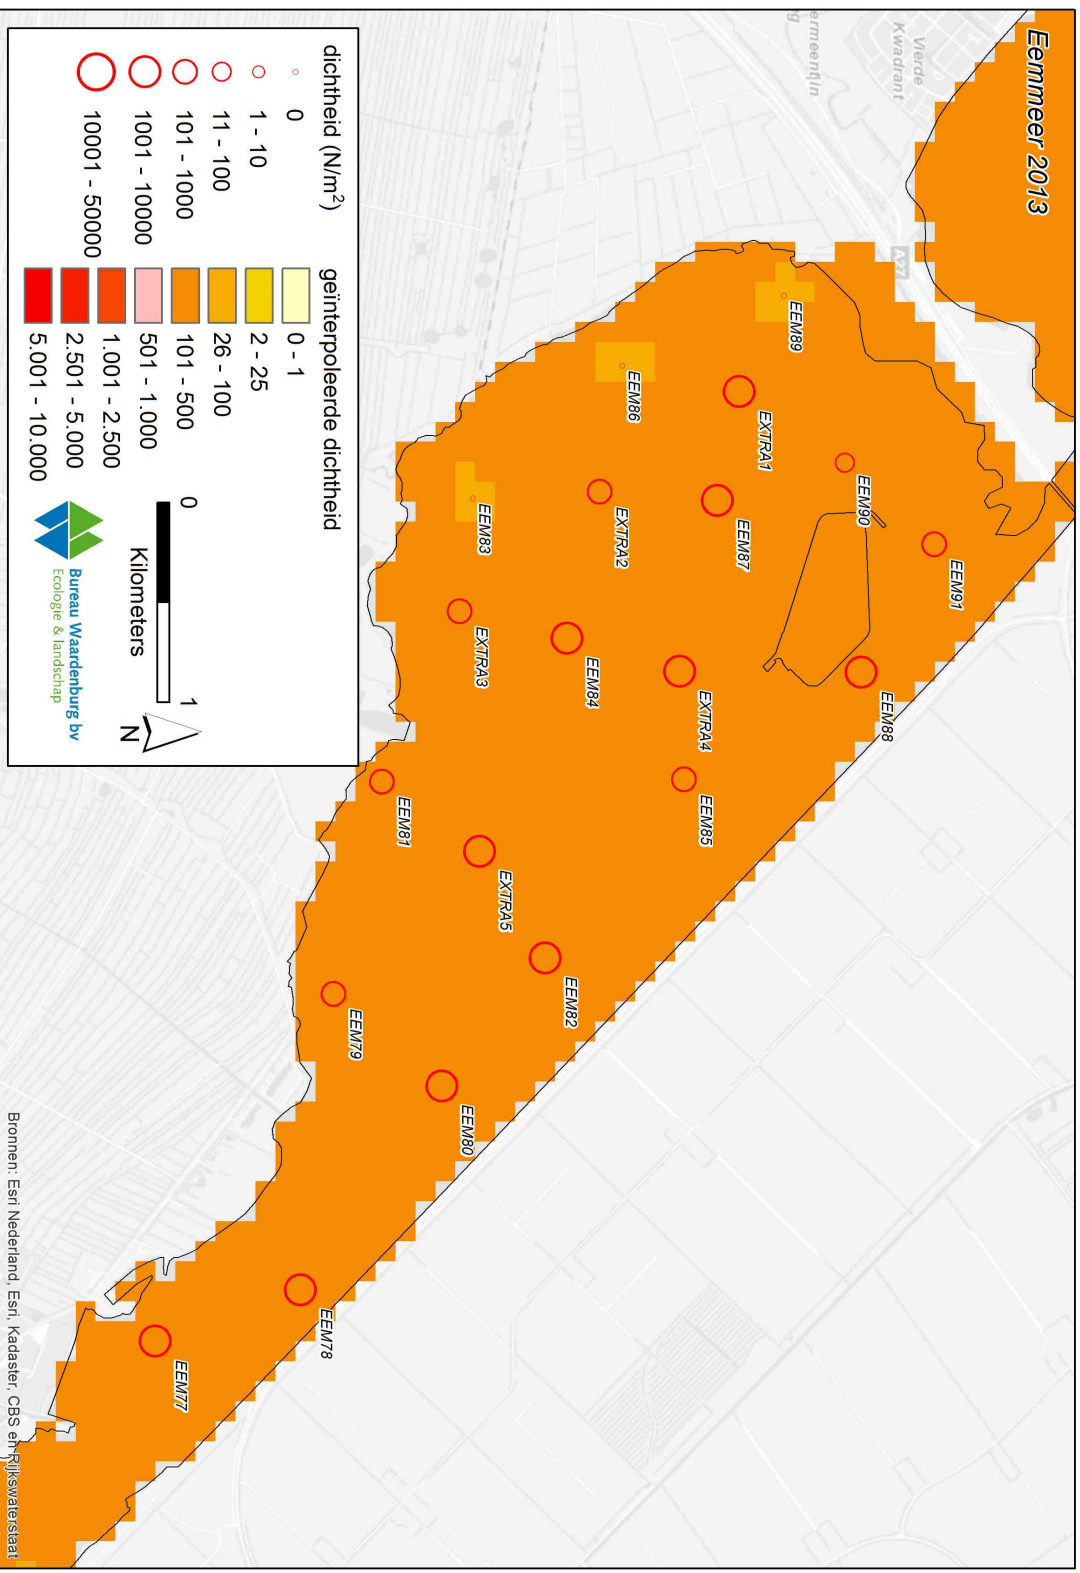 Eemmeer 2013
Vierde
Kwadrant
ermeent in
g
A27
EEM89
EEM86
EXTRA1
EEM90
EEM83
EXTRA2
EEM87
EEM91
EXTRA3
EEM84
EXTRA4
EEM88
EEM85
EEM81
EXTRA5
EEM82
EEM79
EEM80
EEM78
EEM77
dichtheid (N/m²)
0
1 - 10
11 - 100
101 - 1000
1001 - 10000
10001 - 50000
geïnterpoleerde dichtheid
0 - 1
2 - 25
26 - 100
101 - 500
501 - 1.000
1.001 - 2.500
2.501 - 5.000
5.001 - 10.000
0 1
Kilometers
N
Bureau Waardenburg bv
Ecologie & landschap
Bronnen: Esri Nederland, Esri, Kadaster, CBS en Rijkswaterstaat